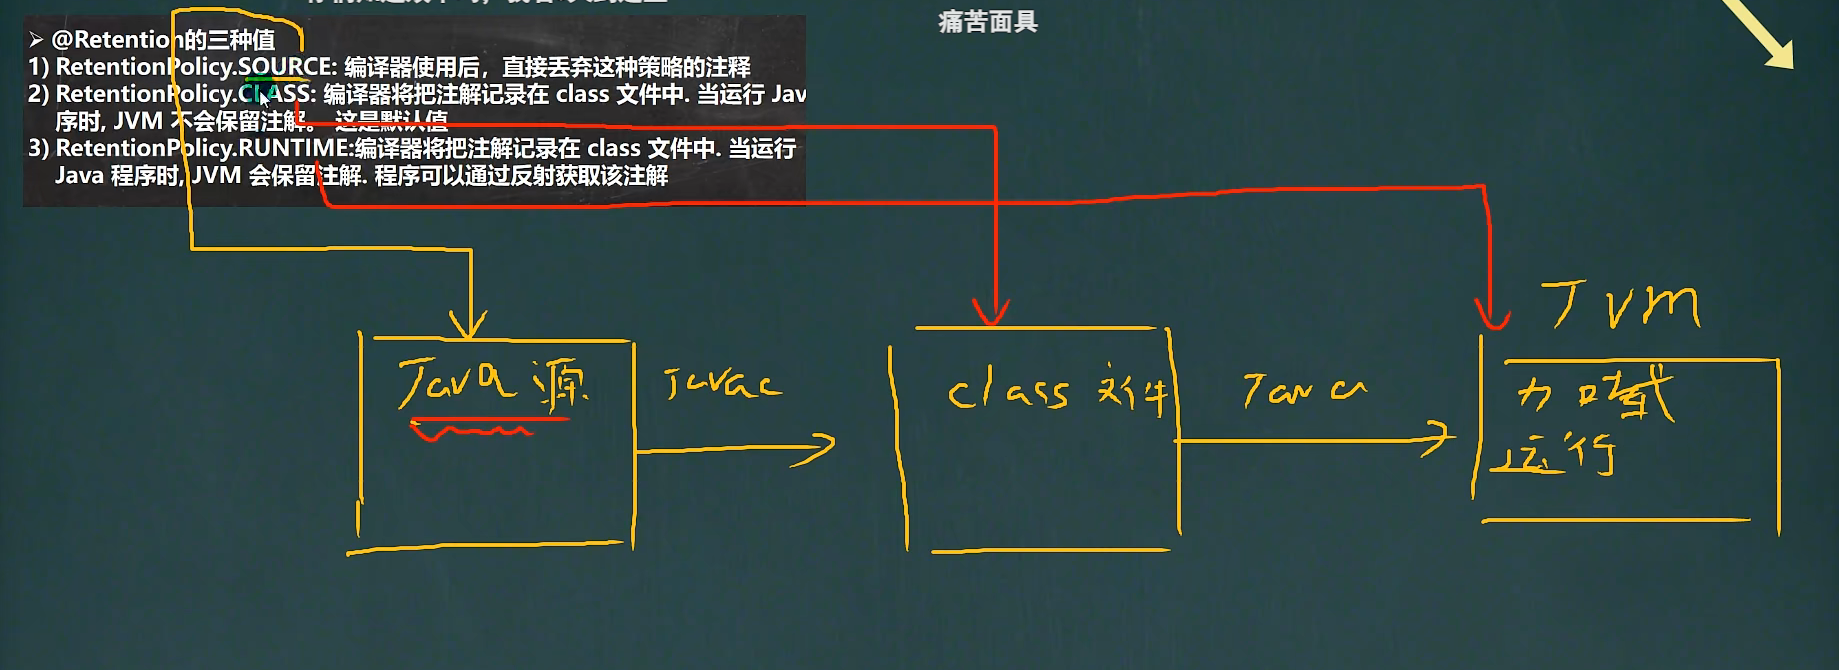 痛苦面具
➢ @Retention的三种值
1) RetentionPolicy.SOURCE: 编译器使用后，直接丢弃这种策略的注释
2) RetentionPolicy.CLASS: 编译器将把注解记录在 class 文件中. 当运行 Jav
序时, JVM 不会保留注解。 这是默认值
3) RetentionPolicy.RUNTIME:编译器将把注解记录在 class 文件中. 当运行
Java 程序时, JVM 会保留注解. 程序可以通过反射获取该注解
JVM
Java 源
Javac
class 文件
Java
加载
运行